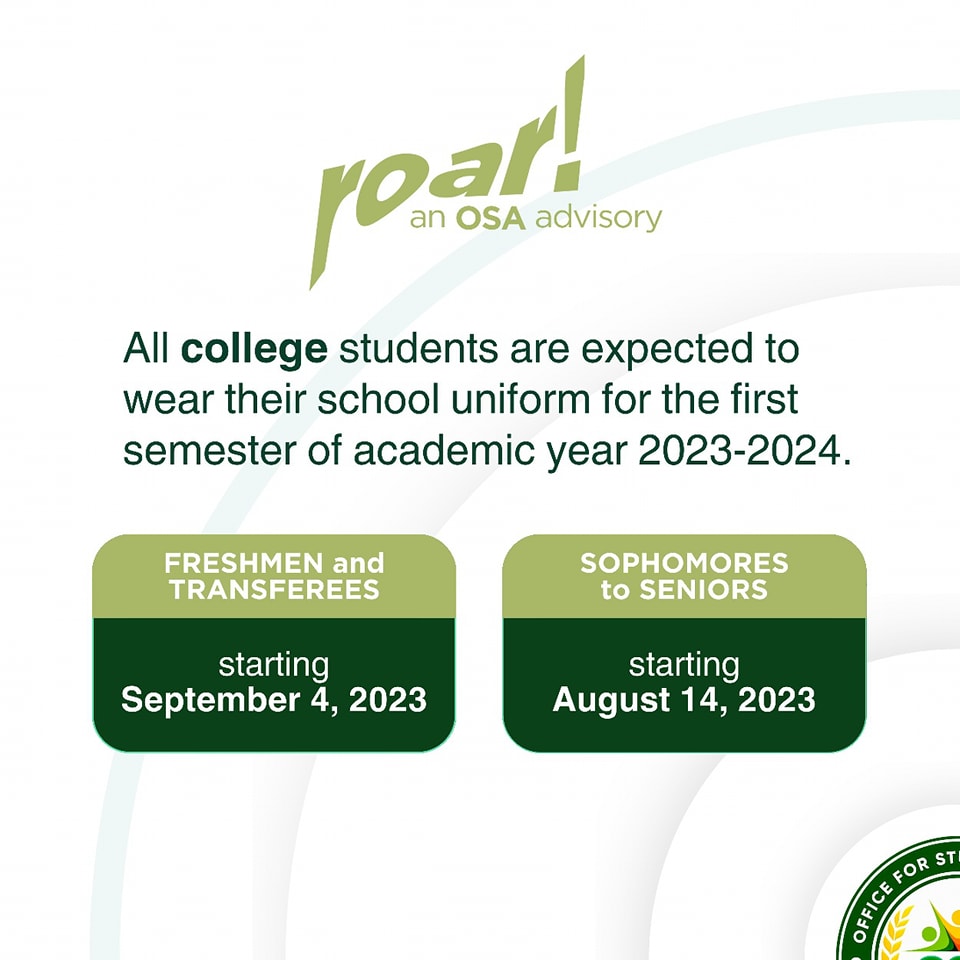 roar!
an OSA advisory
All college students are expected to
wear their school uniform for the first
semester of academic year 2023-2024.
FRESHMEN and
TRANSFEREES
starting
September 4, 2023
SOPHOMORES
to SENIORS
starting
August 14, 2023
OFFICE FOR